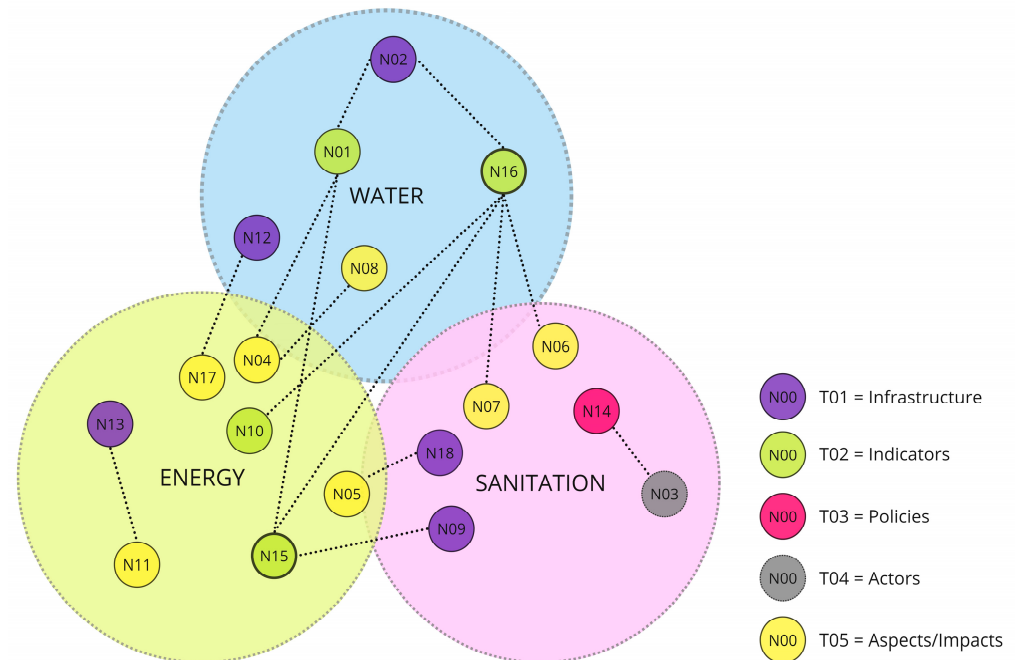 N02
N01
N16
WATER
N12
N08
N06
N04
N17
N07
N14
N13
N10
N18
ENERGY
SANITATION
N05
N03
N09
N15
N11
N00 T01 = Infrastructure
N00 T02 = Indicators
N00 T03 = Policies
N00 T04 = Actors
N00 T05 = Aspects/Impacts